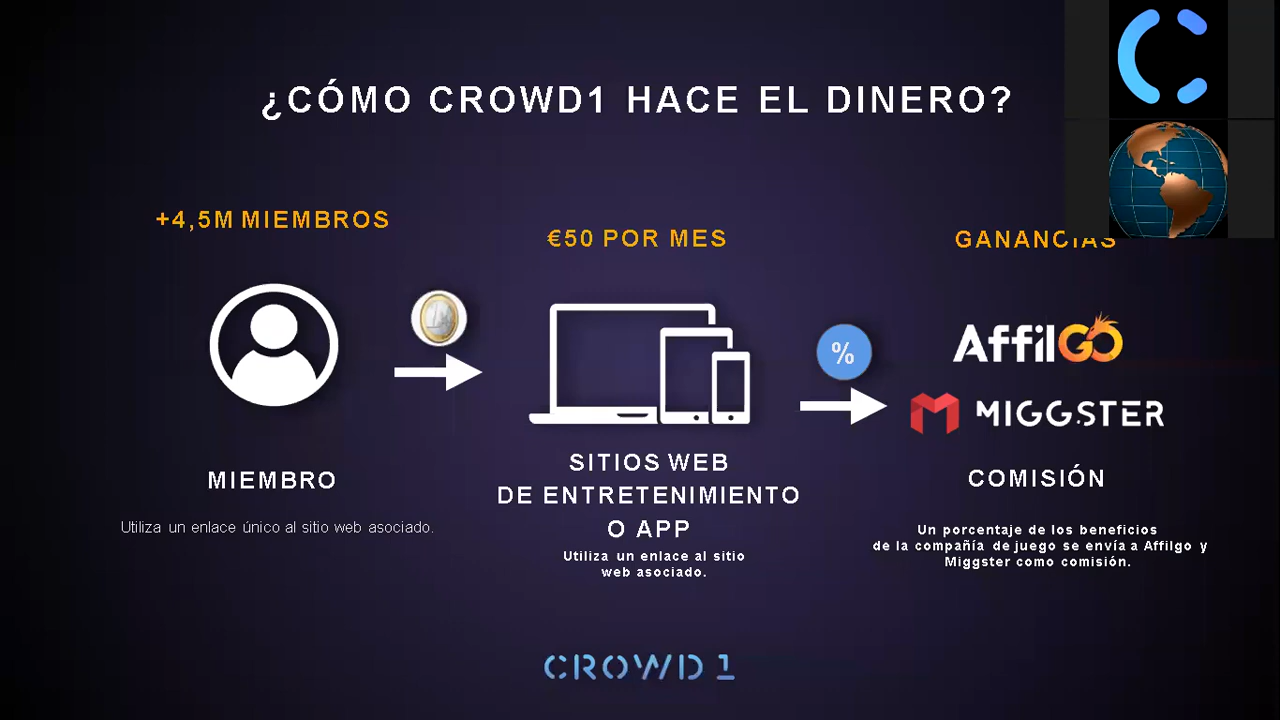 ¿CÓMO CROWD1 HACE EL DINERO?
+4,5M MIEMBROS
€50 POR MES
GANANCIAS
%
AffilGO
MIGGSTER
MIEMBRO
Utiliza un enlace único al sitio web asociado.
SITIOS WEB
DE ENTRETENIMIENTO
O APP
Utiliza un enlace al sitio
web asociado.
COMISIÓN
Un porcentaje de los beneficios
de la compañía de juego se envía a Affilgo y
Miggster como comisión.
CROWD1